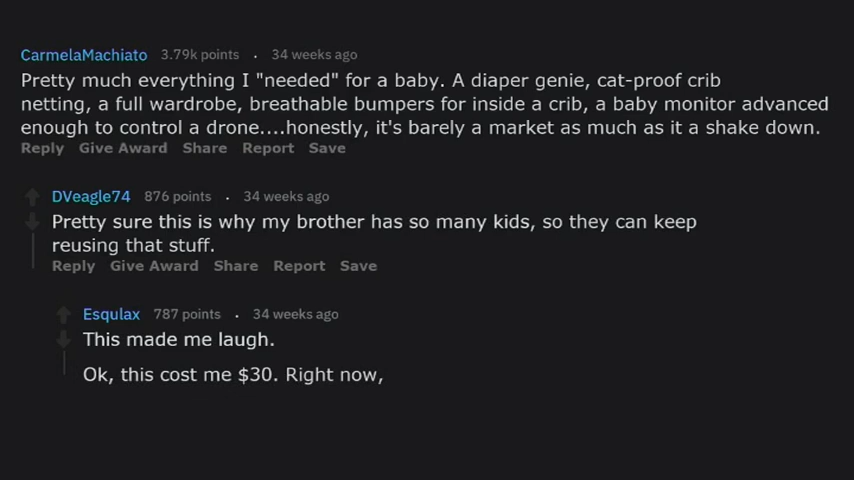 CarmelaMachiato 3.79k points . 34 weeks ago
Pretty much everything I "needed" for a baby. A diaper genie, cat-proof crib
netting, a full wardrobe, breathable bumpers for inside a crib, a baby monitor advanced
enough to control a drone....honestly, it's barely a market as much as it a shake down.
Reply Give Award Share Report Save
DVeagle74 876 points . 34 weeks ago
Pretty sure this is why my brother has so many kids, so they can keep
reusing that stuff.
Reply Give Award Share Report Save
Esqulax 787 points . 34 weeks ago
This made me laugh.
Ok, this cost me $30. Right now,